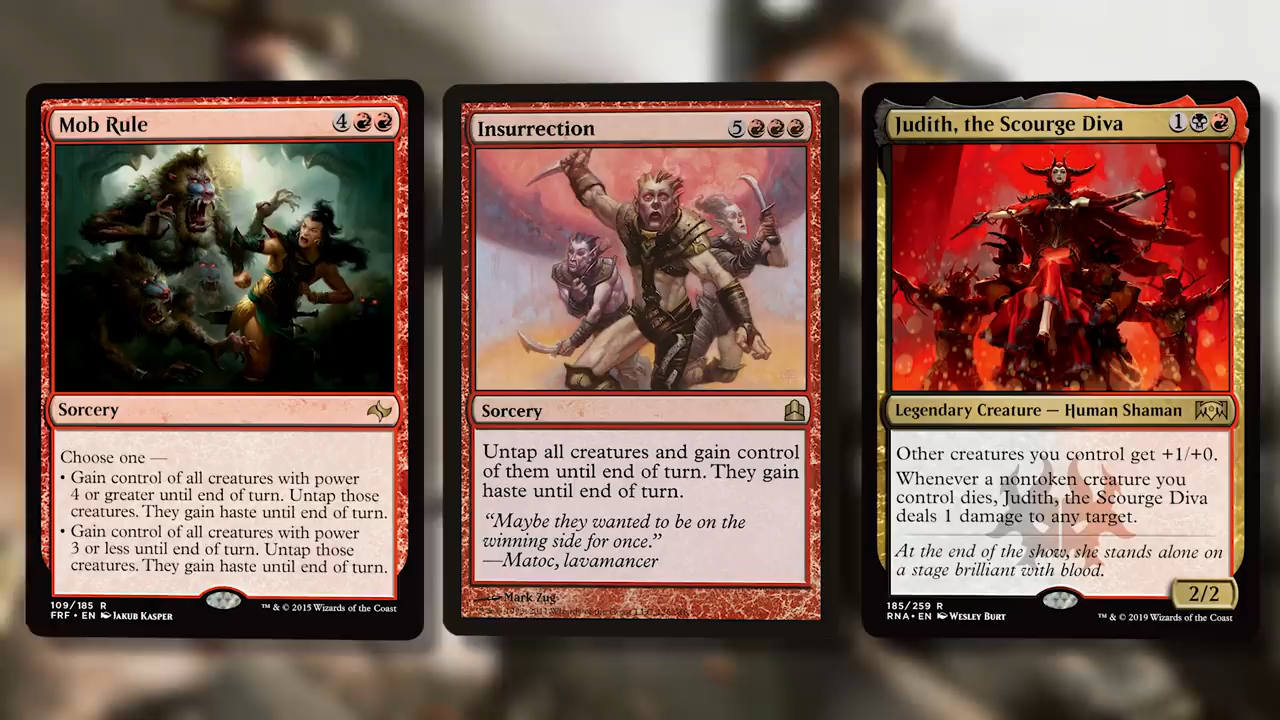 Mob Rule 4
Sorcery
Choose one —
• Gain control of all creatures with power
4 or greater until end of turn. Untap those
creatures. They gain haste until end of turn.
• Gain control of all creatures with power
3 or less until end of turn. Untap those
creatures. They gain haste until end of turn.
109/185 R
FRF • EN JAKUB KASPER
™ & © 2015 Wizards of the Coast
Insurrection 5
Sorcery
Untap all creatures and gain control
of them until end of turn. They gain
haste until end of turn.
“Maybe they wanted to be on the
winning side for once.”
—Matoc, lavamancer
Mark Zug
Judith, the Scourge Diva 1
Legendary Creature — Human Shaman
Other creatures you control get +1/+0.
Whenever a nontoken creature you
control dies, Judith, the Scourge Diva
deals 1 damage to any target.
At the end of the show, she stands alone on
a stage brilliant with blood.
2/2
185/259 R
RNA • EN WESLEY BURT
™ & © 2019 Wizards of the Coast